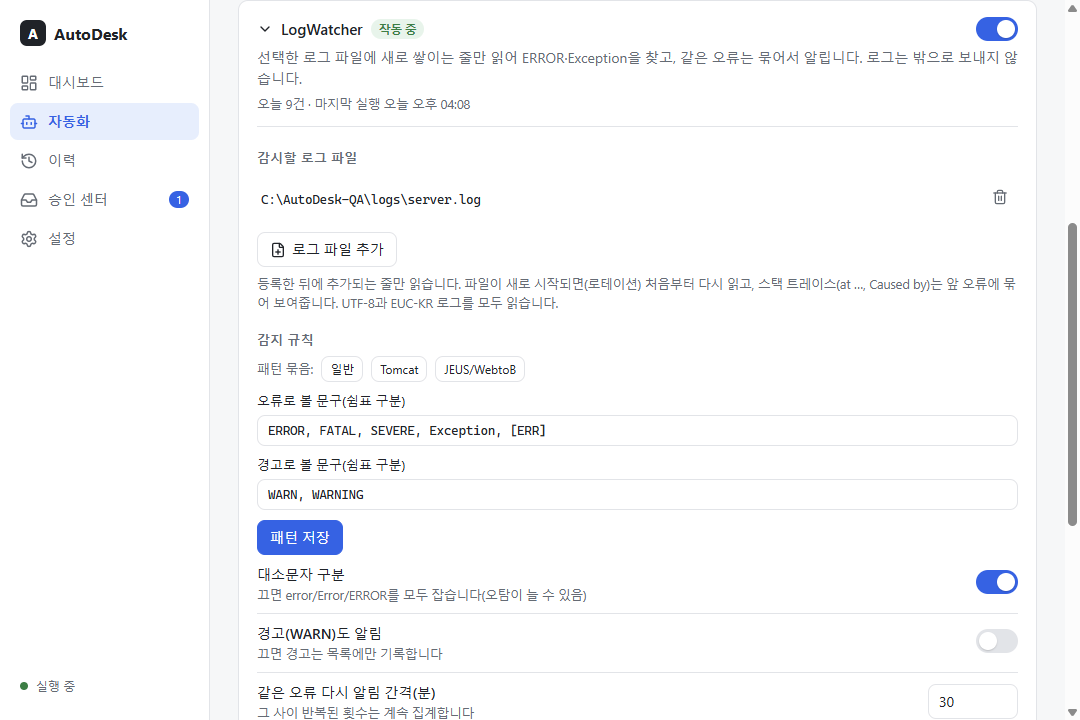 A AutoDesk
대시보드
자동화
이력
승인 센터 1
설정
실행 중
LogWatcher 작동 중
선택한 로그 파일에 새로 쌓이는 줄만 읽어 ERROR·Exception을 찾고, 같은 오류는 묶어서 알립니다. 로그는 밖으로 보내지 않
습니다.
오늘 9건 · 마지막 실행 오늘 오후 04:08
감시할 로그 파일
C:\AutoDesk-QA\logs\server.log
로그 파일 추가
등록한 뒤에 추가되는 줄만 읽습니다. 파일이 새로 시작되면(로테이션) 처음부터 다시 읽고, 스택 트레이스(at ..., Caused by)는 앞 오류에 묶
어 보여줍니다. UTF-8과 EUC-KR 로그를 모두 읽습니다.
감지 규칙
패턴 묶음: 일반 Tomcat JEUS/WebtoB
오류로 볼 문구(쉼표 구분)
ERROR, FATAL, SEVERE, Exception, [ERR]
경고로 볼 문구(쉼표 구분)
WARN, WARNING
패턴 저장
대소문자 구분
끄면 error/Error/ERROR를 모두 잡습니다(오탐이 늘 수 있음)
경고(WARN)도 알림
끄면 경고는 목록에만 기록합니다
같은 오류 다시 알림 간격(분)
30
그 사이 반복된 횟수는 계속 집계합니다